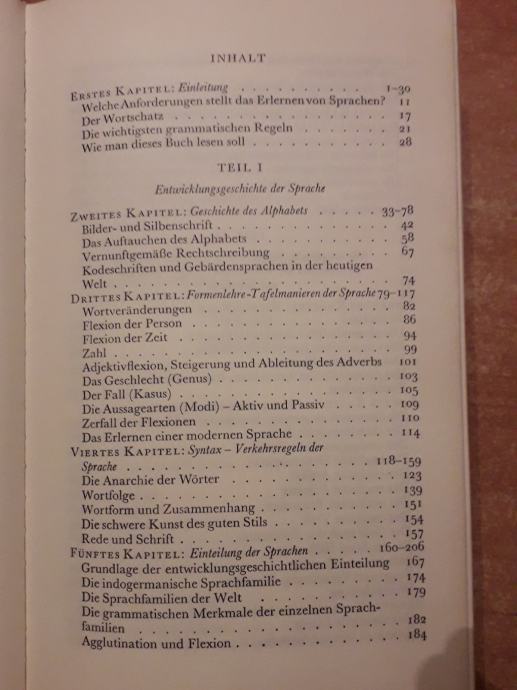 INHALT
ERSTES KAPITEL: Einleitung . . . . . . . . . . 1–30
Welche Anforderungen stellt das Erlernen von Sprachen? 11
Der Wortschatz . . . . . . . . . . . . . . 17
Die wichtigsten grammatischen Regeln . . . . . . . 21
Wie man dieses Buch lesen soll . . . . . . . . . . 28
TEIL I
Entwicklungsgeschichte der Sprache
ZWEITES KAPITEL: Geschichte des Alphabets . . . . . 33–78
Bilder- und Silbenschrift . . . . . . . . . . . . . 42
Das Auftauchen des Alphabets . . . . . . . . . . 58
Vernunftgemäße Rechtschreibung . . . . . . . . . 67
Kodeschriften und Gebärdensprachen in der heutigen
Welt . . . . . . . . . . . . . . . . . . . 74
DRITTES KAPITEL: Formenlehre-Tafelmanieren der Sprache 79–117
Wortveränderungen . . . . . . . . . . . . . 82
Flexion der Person . . . . . . . . . . . . . . 86
Flexion der Zeit . . . . . . . . . . . . . . . 94
Zahl . . . . . . . . . . . . . . . . . . . 99
Adjektivflexion, Steigerung und Ableitung des Adverbs 101
Das Geschlecht (Genus) . . . . . . . . . . . . 103
Der Fall (Kasus) . . . . . . . . . . . . . . . 105
Die Aussagearten (Modi) – Aktiv und Passiv . . . . . 109
Zerfall der Flexionen . . . . . . . . . . . . . 110
Das Erlernen einer modernen Sprache . . . . . . . 114
VIERTES KAPITEL: Syntax – Verkehrsregeln der
Sprache . . . . . . . . . . . . . . . . . 118–159
Die Anarchie der Wörter . . . . . . . . . . . . 123
Wortfolge . . . . . . . . . . . . . . . . . 139
Wortform und Zusammenhang . . . . . . . . . . 151
Die schwere Kunst des guten Stils . . . . . . . . . 154
Rede und Schrift . . . . . . . . . . . . . . . 157
FÜNFTES KAPITEL: Einteilung der Sprachen . . . . . . 160–206
Grundlage der entwicklungsgeschichtlichen Einteilung 167
Die indogermanische Sprachfamilie . . . . . . . . 174
Die Sprachfamilien der Welt . . . . . . . . . . 179
Die grammatischen Merkmale der einzelnen Sprach-
familien . . . . . . . . . . . . . . . . . 182
Agglutination und Flexion . . . . . . . . . . . . 184